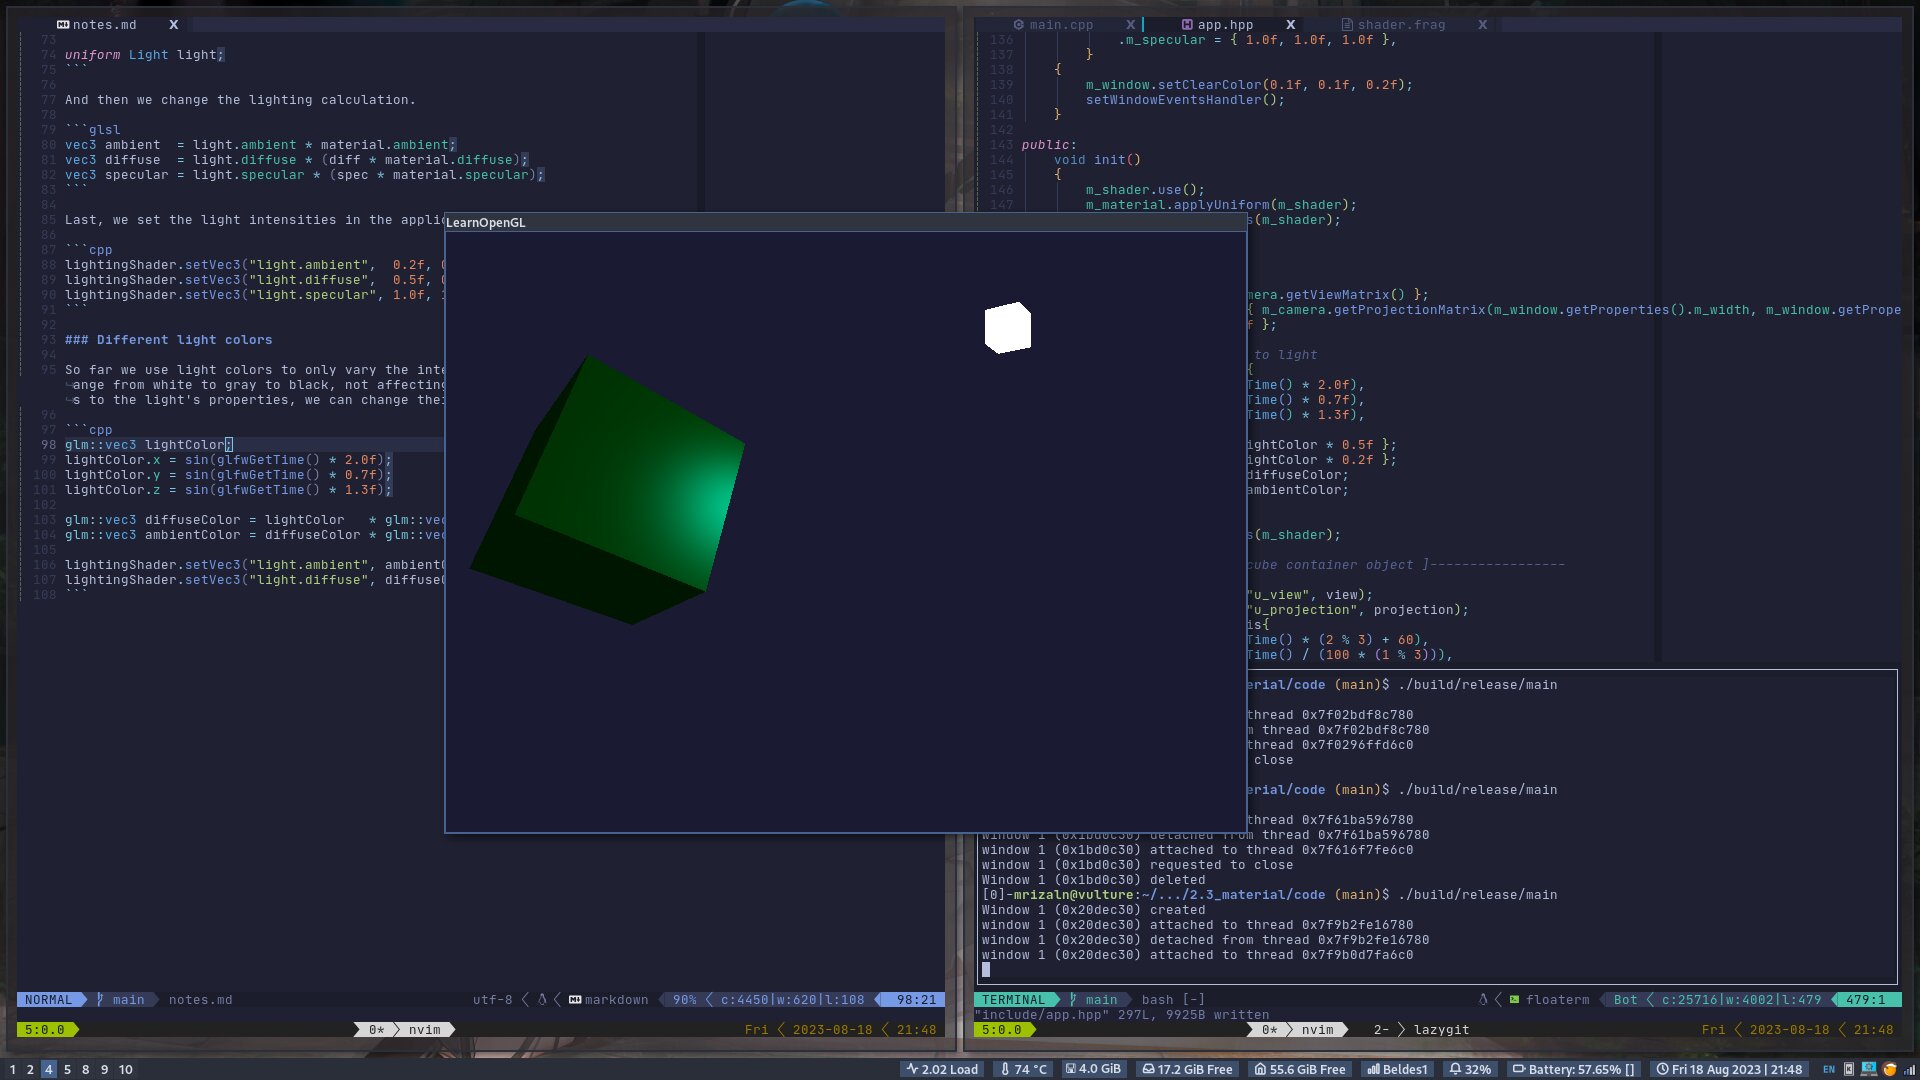 notes.md X
73
74 uniform Light light;
75 ```
76
77 And then we change the lighting calculation.
78
79 ```glsl
80 vec3 ambient  = light.ambient * material.ambient;
81 vec3 diffuse  = light.diffuse * (diff * material.diffuse);
82 vec3 specular = light.specular * (spec * material.specular);
83 ```
84
85 Last, we set the light intensities in the applic
86
87 ```cpp
88 lightingShader.setVec3("light.ambient",  0.2f,
89 lightingShader.setVec3("light.diffuse",  0.5f,
90 lightingShader.setVec3("light.specular", 1.0f,
91 ```
92
93 ### Different light colors
94
95 So far we use light colors to only vary the inte
ange from white to gray to black, not affecting
s to the light's properties, we can change thei
96
97 ```cpp
98 glm::vec3 lightColor;
99 lightColor.x = sin(glfwGetTime() * 2.0f);
100 lightColor.y = sin(glfwGetTime() * 0.7f);
101 lightColor.z = sin(glfwGetTime() * 1.3f);
102
103 glm::vec3 diffuseColor = lightColor   * glm::vec
104 glm::vec3 ambientColor = diffuseColor * glm::vec
105
106 lightingShader.setVec3("light.ambient", ambientC
107 lightingShader.setVec3("light.diffuse", diffuseC
108 ```
NORMAL main notes.md utf-8 markdown 90% c:4450|w:620|l:108 98:21
5:0.0 0* nvim Fri 2023-08-18 21:48
LearnOpenGL
main.cpp X app.hpp X shader.frag X
136 .m_specular = { 1.0f, 1.0f, 1.0f },
137 }
138 {
139 m_window.setClearColor(0.1f, 0.1f, 0.2f);
140 setWindowEventsHandler();
141 }
142
143 public:
144 void init()
145 {
146 m_shader.use();
147 m_material.applyUniform(m_shader);
s(m_shader);
mera.getViewMatrix() };
{ m_camera.getProjectionMatrix(m_window.getProperties().m_width, m_window.getPrope
f };
to light
{
Time() * 2.0f),
Time() * 0.7f),
Time() * 1.3f),
ightColor * 0.5f };
ightColor * 0.2f };
diffuseColor;
ambientColor;
s(m_shader);
cube container object ]-----------------
"u_view", view);
"u_projection", projection);
is{
Time() * (2 % 3) + 60),
Time() / (100 * (1 % 3))),
erial/code (main)$ ./build/release/main
thread 0x7f02bdf8c780
m thread 0x7f02bdf8c780
thread 0x7f0296ffd6c0
close
erial/code (main)$ ./build/release/main
thread 0x7f61ba596780
window 1 (0x1bd0c30) detached from thread 0x7f61ba596780
window 1 (0x1bd0c30) attached to thread 0x7f616f7fe6c0
window 1 (0x1bd0c30) requested to close
Window 1 (0x1bd0c30) deleted
[0]-mrizaln@vulture:~/.../2.3_material/code (main)$ ./build/release/main
Window 1 (0x20dec30) created
window 1 (0x20dec30) attached to thread 0x7f9b2fe16780
window 1 (0x20dec30) detached from thread 0x7f9b2fe16780
window 1 (0x20dec30) attached to thread 0x7f9b0d7fa6c0
TERMINAL main bash [-] floaterm Bot c:25716|w:4002|l:479 479:1
"include/app.hpp" 297L, 9925B written
5:0.0 0* nvim 2- lazygit Fri 2023-08-18 21:48
1 2 4 5 8 9 10 2.02 Load 74 °C 4.0 GiB 17.2 GiB Free 55.6 GiB Free Beldes1 32% Battery: 57.65% [] Fri 18 Aug 2023 | 21:48 EN